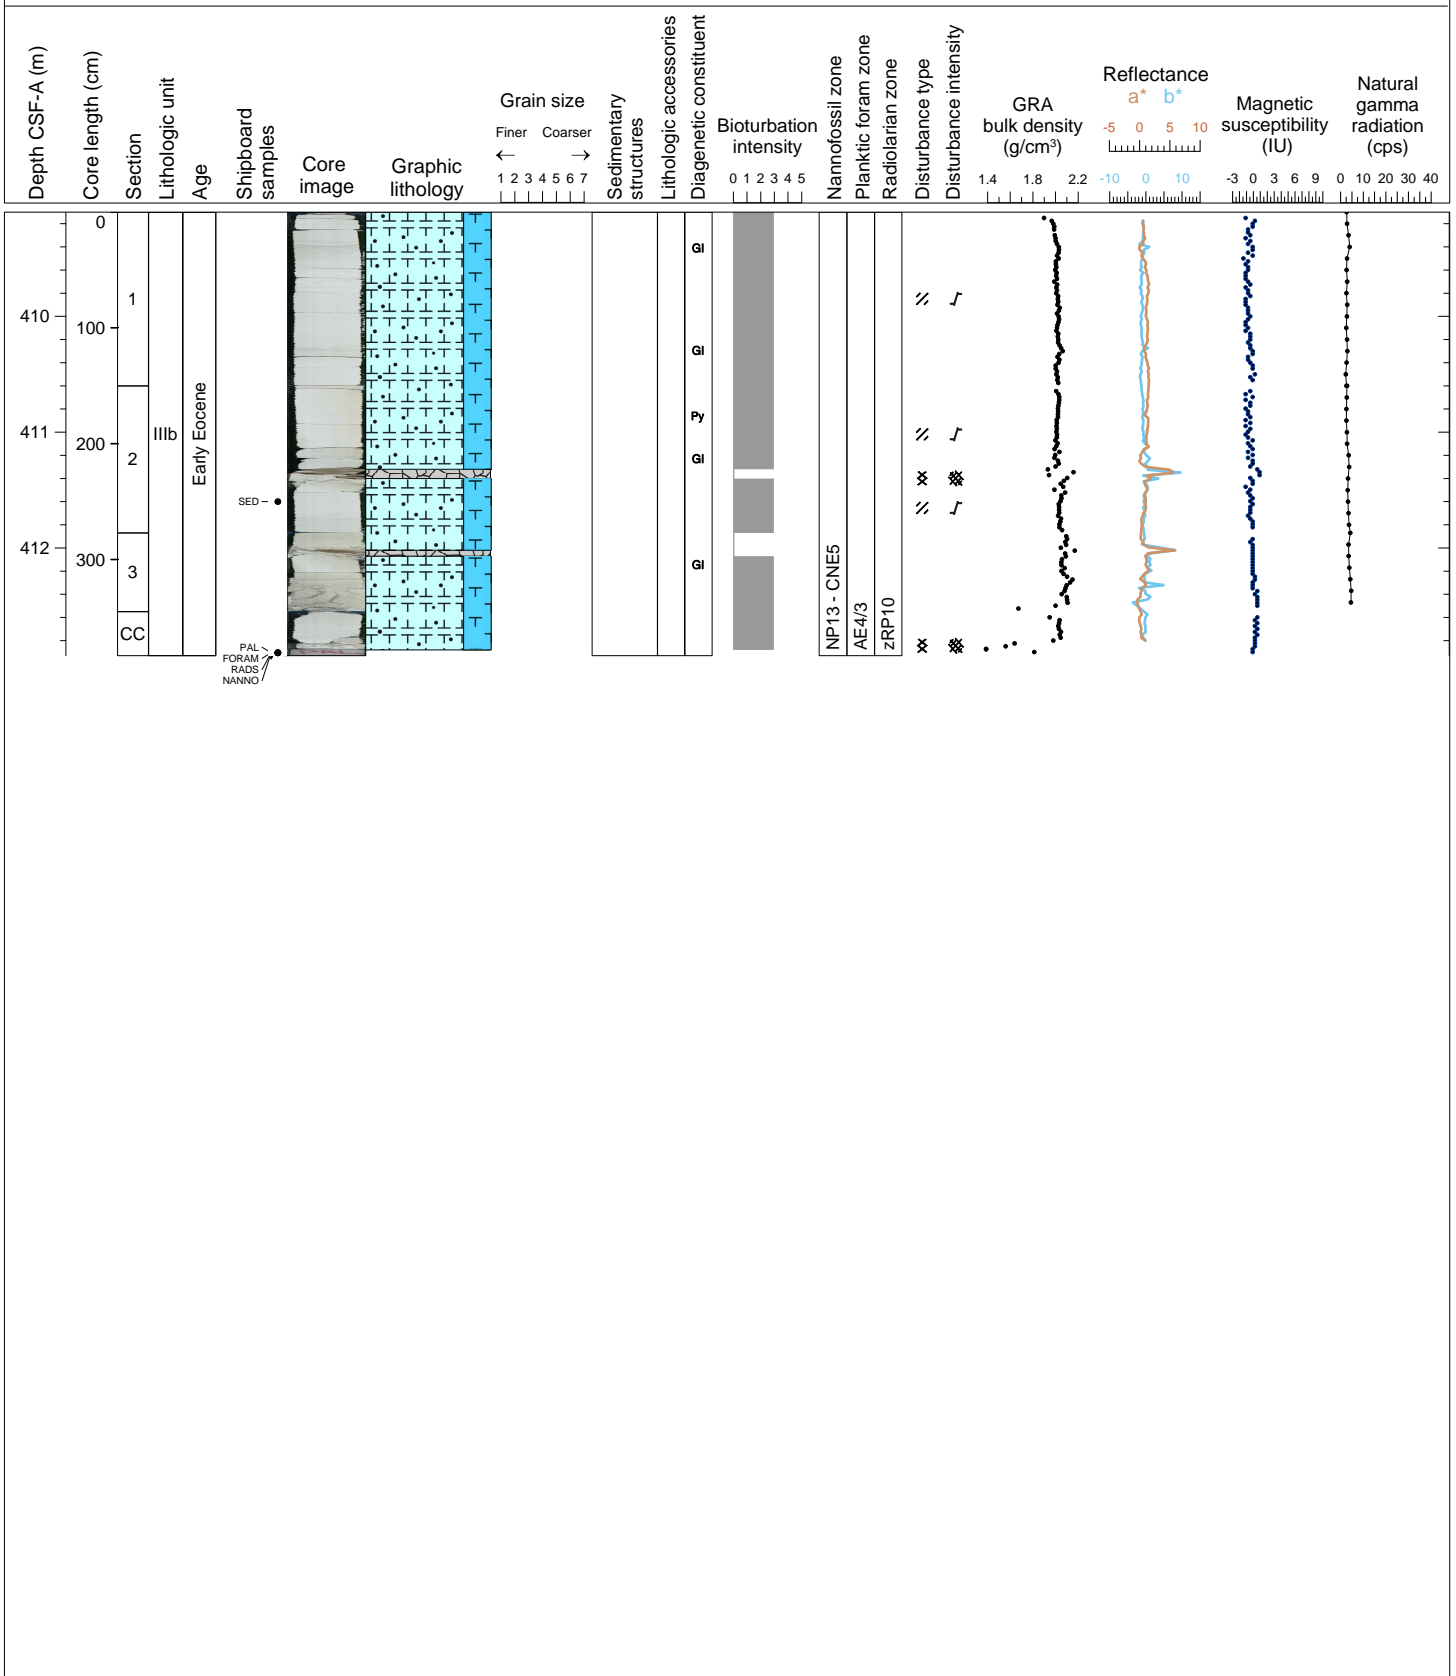 Depth CSF-A (m)
Core length (cm)
Section
Lithologic unit
Age
Shipboard
samples
Core
image
Graphic
lithology
Grain size
Finer Coarser
← →
1 2 3 4 5 6 7
Sedimentary
structures
Lithologic accessories
Diagenetic constituent
Bioturbation
intensity
0 1 2 3 4 5
Nannofossil zone
Planktic foram zone
Radiolarian zone
Disturbance type
Disturbance intensity
GRA
bulk density
(g/cm³)
1.4 1.8 2.2
Reflectance
a* b*
-5 0 5 10
-10 0 10
Magnetic
susceptibility
(IU)
-3 0 3 6 9
Natural
gamma
radiation
(cps)
0 10 20 30 40
410
411
412
0
100
200
300
1
2
3
CC
IIIb
Early Eocene
SED
PAL
FORAM
RADS
NANNO
Gl
Gl
Py
Gl
Gl
NP13 - CNE5
AE4/3
zRP10